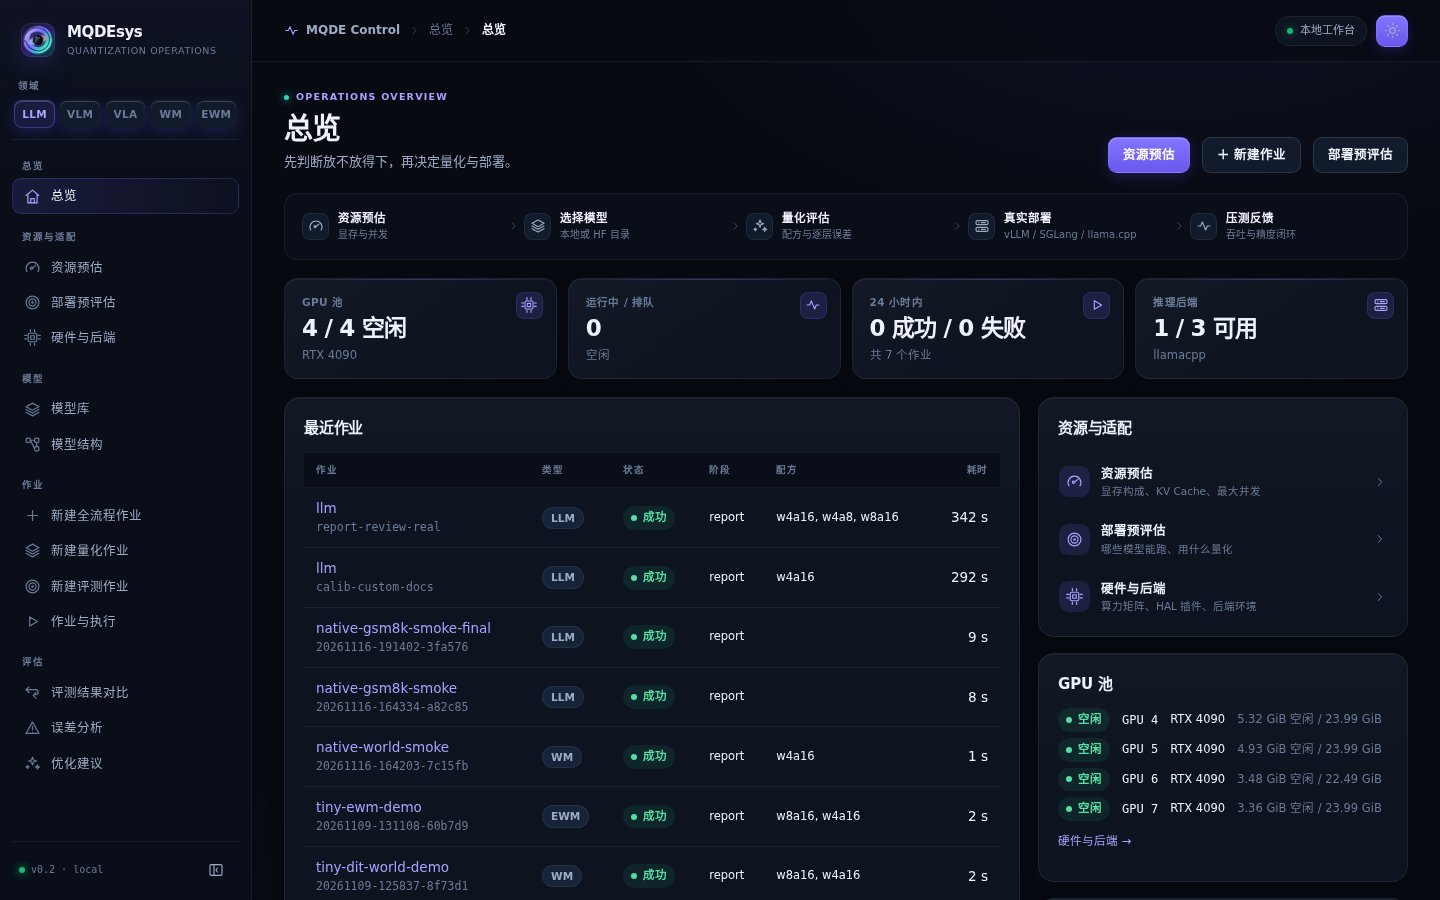 MQDEsys
QUANTIZATION OPERATIONS
领域
LLM VLM VLA WM EWM
总览
总览
资源与适配
资源预估
部署预评估
硬件与后端
模型
模型库
模型结构
作业
新建全流程作业
新建量化作业
新建评测作业
作业与执行
评估
评测结果对比
误差分析
优化建议
v0.2 · local
MQDE Control 总览 总览
本地工作台
OPERATIONS OVERVIEW
总览
先判断放不放得下，再决定量化与部署。
资源预估 + 新建作业 部署预评估
资源预估
显存与并发
选择模型
本地或 HF 目录
量化评估
配方与逐层误差
真实部署
vLLM / SGLang / llama.cpp
压测反馈
吞吐与精度闭环
GPU 池
4 / 4 空闲
RTX 4090
运行中 / 排队
0
空闲
24 小时内
0 成功 / 0 失败
共 7 个作业
推理后端
1 / 3 可用
llamacpp
最近作业
作业 类型 状态 阶段 配方 耗时
llm
report-review-real
LLM 成功 report w4a16, w4a8, w8a16 342 s
llm
calib-custom-docs
LLM 成功 report w4a16 292 s
native-gsm8k-smoke-final
20261116-191402-3fa576
LLM 成功 report 9 s
native-gsm8k-smoke
20261116-164334-a82c85
LLM 成功 report 8 s
native-world-smoke
20261116-164203-7c15fb
WM 成功 report w4a16 1 s
tiny-ewm-demo
20261109-131108-60b7d9
EWM 成功 report w8a16, w4a16 2 s
tiny-dit-world-demo
20261109-125837-8f73d1
WM 成功 report w8a16, w4a16 2 s
资源与适配
资源预估
显存构成、KV Cache、最大并发
部署预评估
哪些模型能跑、用什么量化
硬件与后端
算力矩阵、HAL 插件、后端环境
GPU 池
空闲 GPU 4 RTX 4090 5.32 GiB 空闲 / 23.99 GiB
空闲 GPU 5 RTX 4090 4.93 GiB 空闲 / 23.99 GiB
空闲 GPU 6 RTX 4090 3.48 GiB 空闲 / 22.49 GiB
空闲 GPU 7 RTX 4090 3.36 GiB 空闲 / 23.99 GiB
硬件与后端 →